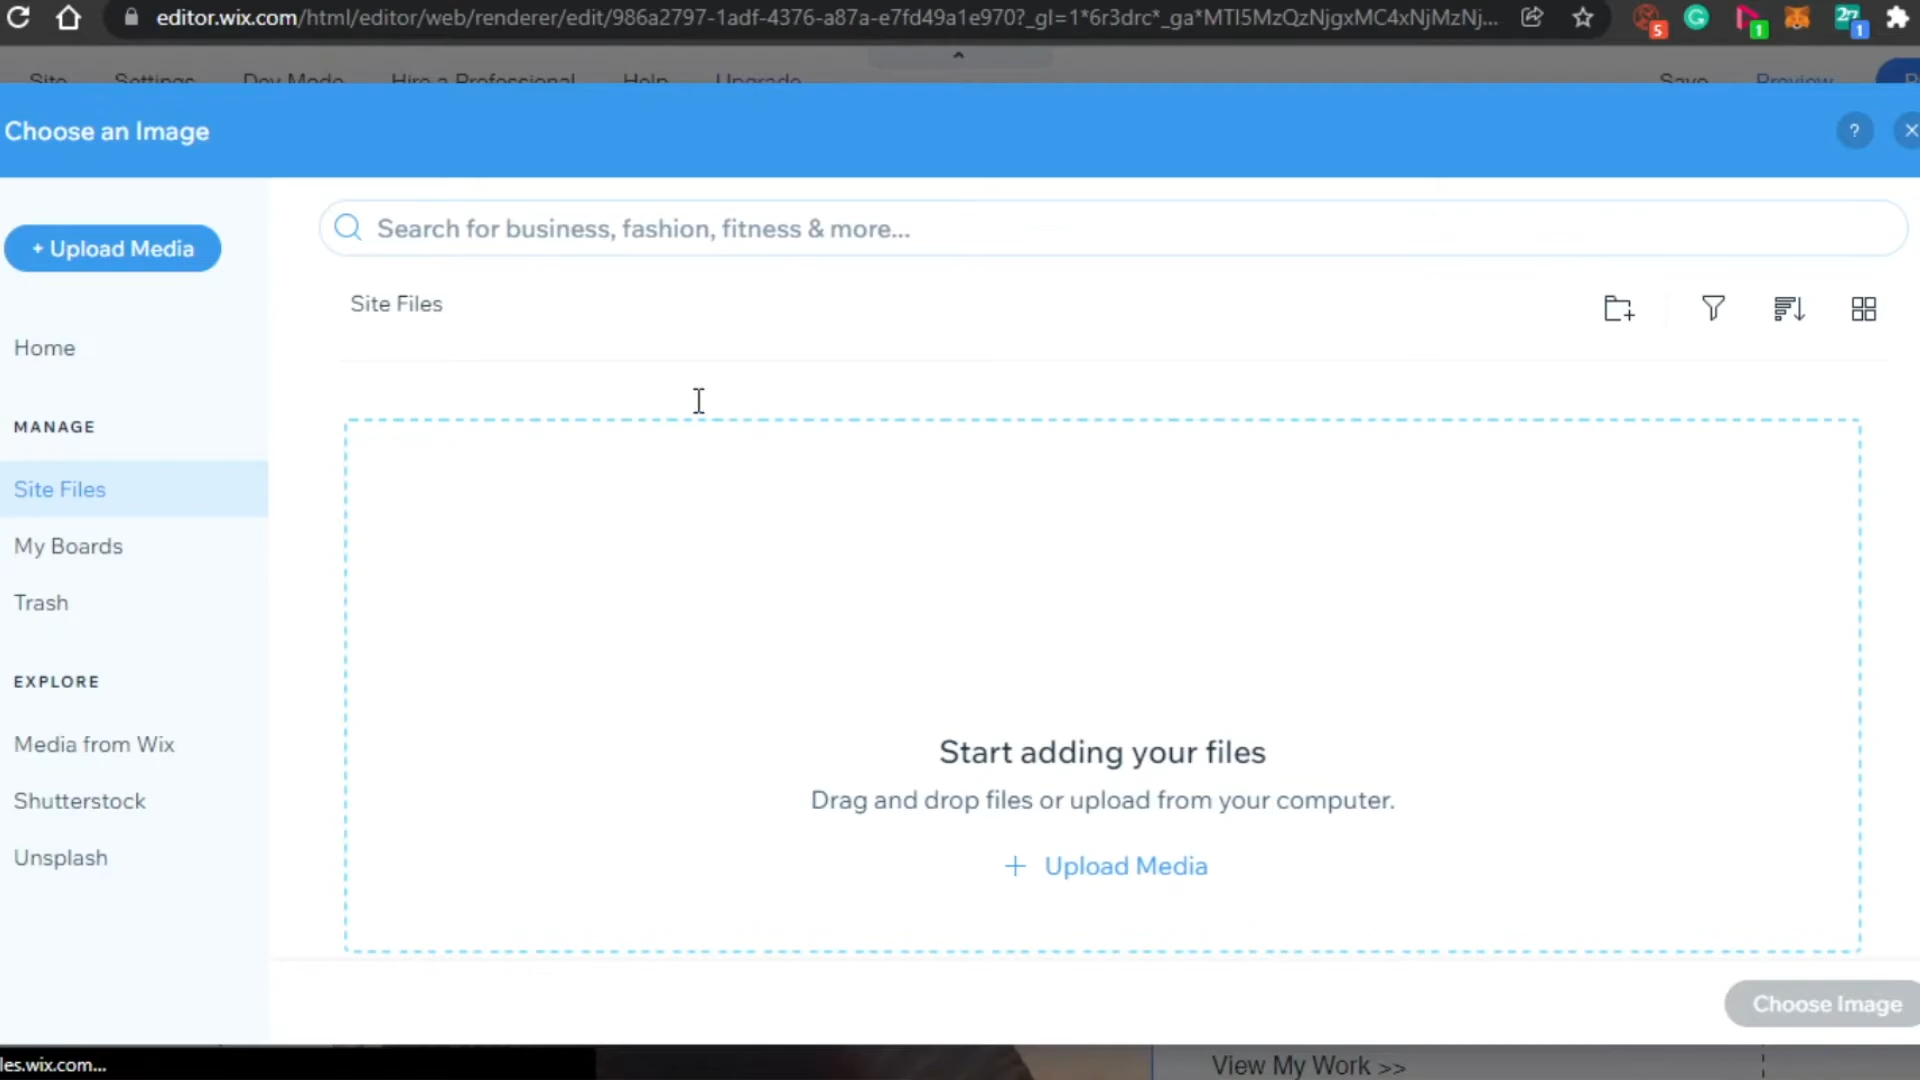 editor.wix.com/html/editor/web/renderer/edit/986a2797-1adf-4376-a87a-e7fd49a1e970?_gl=1*6r3drc*_ga*MTI5MzQzNjgxMC4xNjMzNj...
5
1
27
1
Site Settings Dev Mode Hire a Professional Help Upgrade Save Preview
Choose an Image
?
+ Upload Media
Search for business, fashion, fitness & more...
Site Files
Home
MANAGE
Site Files
My Boards
Trash
EXPLORE
Media from Wix
Shutterstock
Unsplash
Start adding your files
Drag and drop files or upload from your computer.
+ Upload Media
Choose Image
les.wix.com...
View My Work >>